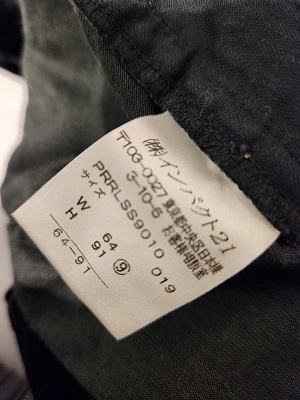 (株)インパクト21
〒103-0027 東京都中央区日本橋
3-10-5 お客様相談室
PRRLSS9010 019
サイズ ⑨
W 64
H 91
64-91